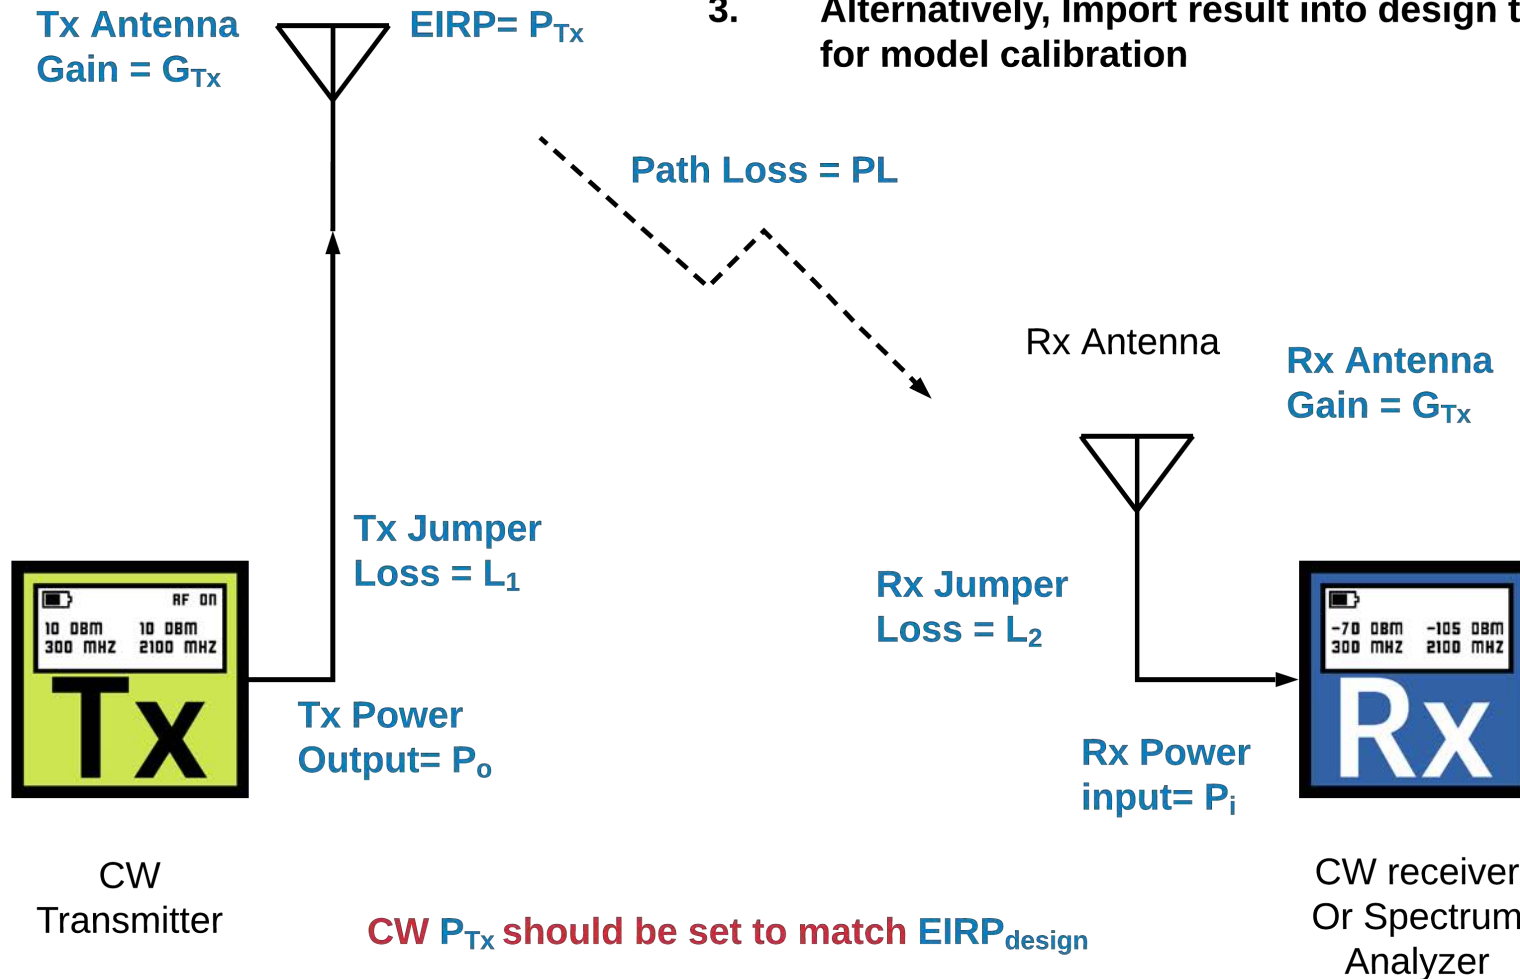 Tx Antenna
Gain = GTx
EIRP= PTx
3. Alternatively, Import result into design t
for model calibration
Path Loss = PL
Rx Antenna
Rx Antenna
Gain = GTx
Tx Jumper
Loss = L1
Rx Jumper
Loss = L2
RF ON
10 DBM 10 DBM
300 MHZ 2100 MHZ
Tx
-70 DBM -105 DBM
300 MHZ 2100 MHZ
Rx
Tx Power
Output= Po
Rx Power
input= Pi
CW
Transmitter
CW receiver
Or Spectrum
Analyzer
CW PTx should be set to match EIRPdesign